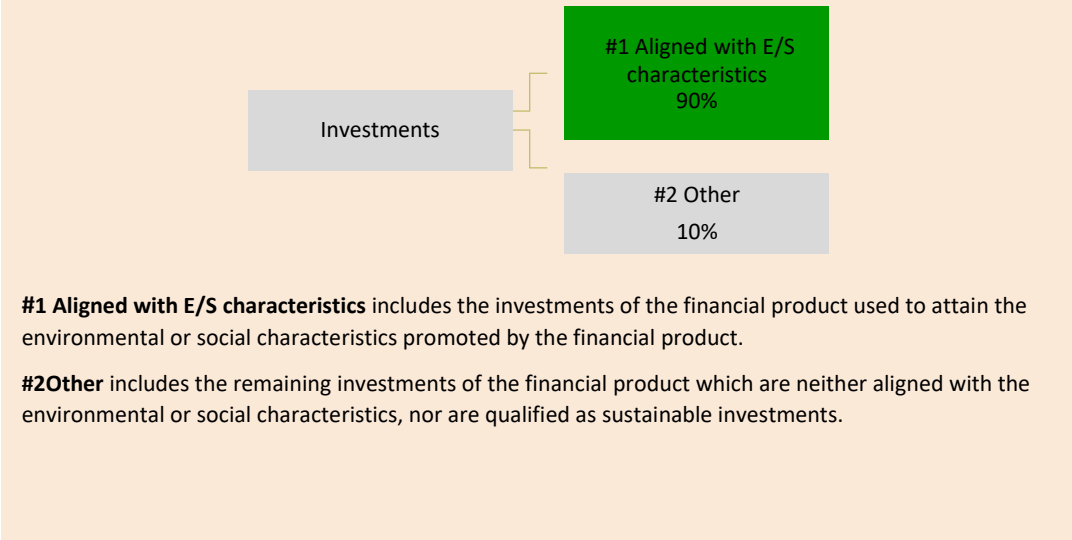 #1 Aligned with E/S
characteristics
90%
Investments
#2 Other
10%
#1 Aligned with E/S characteristics includes the investments of the financial product used to attain the
environmental or social characteristics promoted by the financial product.
#2Other includes the remaining investments of the financial product which are neither aligned with the
environmental or social characteristics, nor are qualified as sustainable investments.